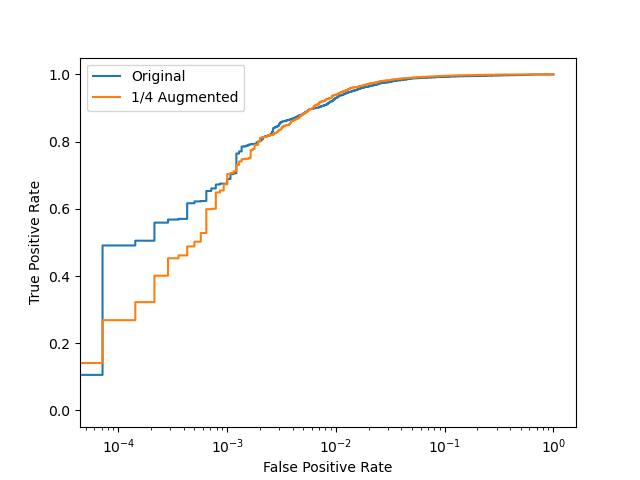 Original
1/4 Augmented
True Positive Rate
1.0
0.8
0.6
0.4
0.2
0.0
10⁻⁴
10⁻³
10⁻²
10⁻¹
10⁰
False Positive Rate